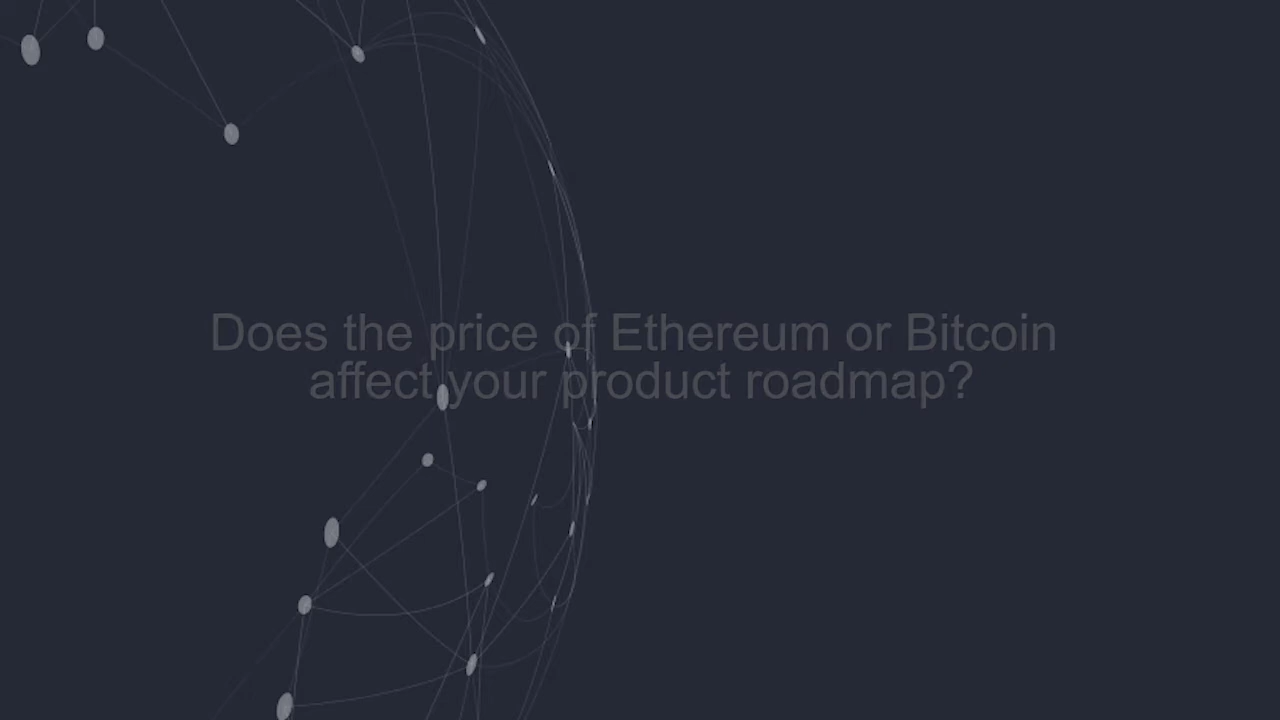 Does the price of Ethereum or Bitcoin
affect your product roadmap?